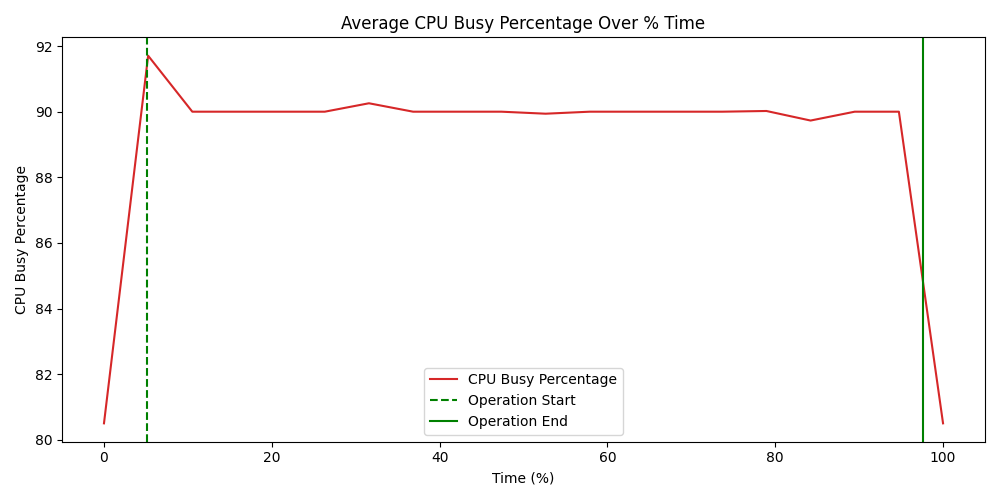 Average CPU Busy Percentage Over % Time
CPU Busy Percentage
92
90
88
86
84
82
80
CPU Busy Percentage
Operation Start
Operation End
0 20 40 60 80 100
Time (%)